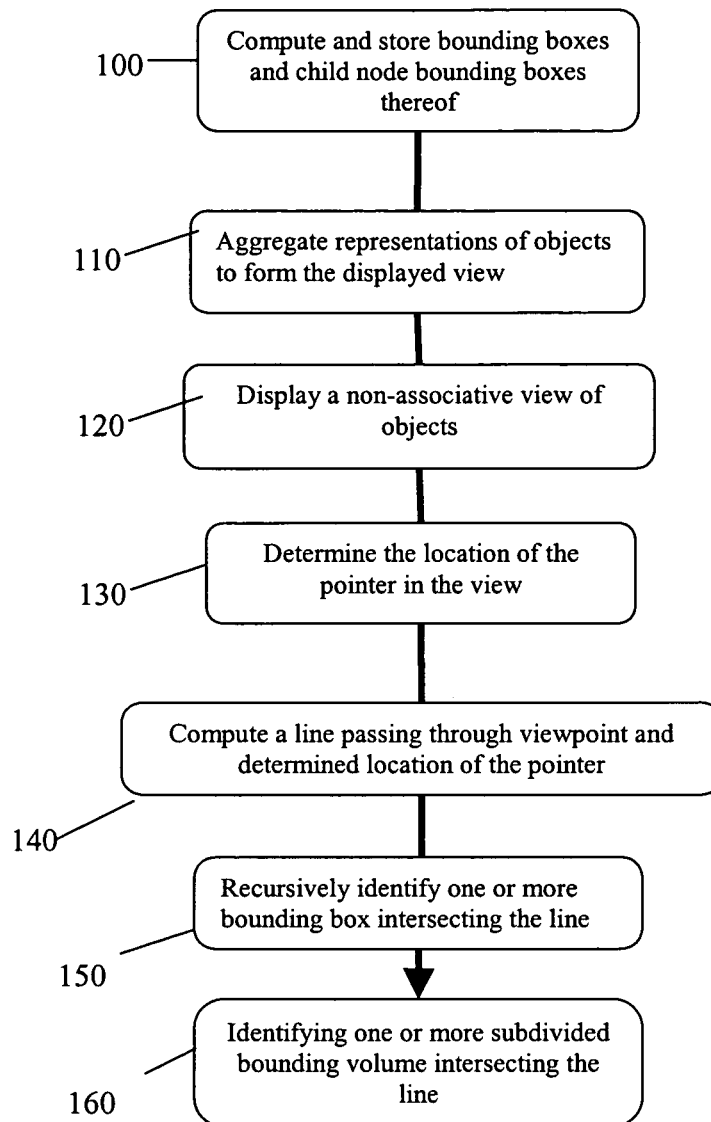 100
Compute and store bounding boxes
and child node bounding boxes
thereof
110
Aggregate representations of objects
to form the displayed view
120
Display a non-associative view of
objects
130
Determine the location of the
pointer in the view
140
Compute a line passing through viewpoint and
determined location of the pointer
150
Recursively identify one or more
bounding box intersecting the line
160
Identifying one or more subdivided
bounding volume intersecting the
line